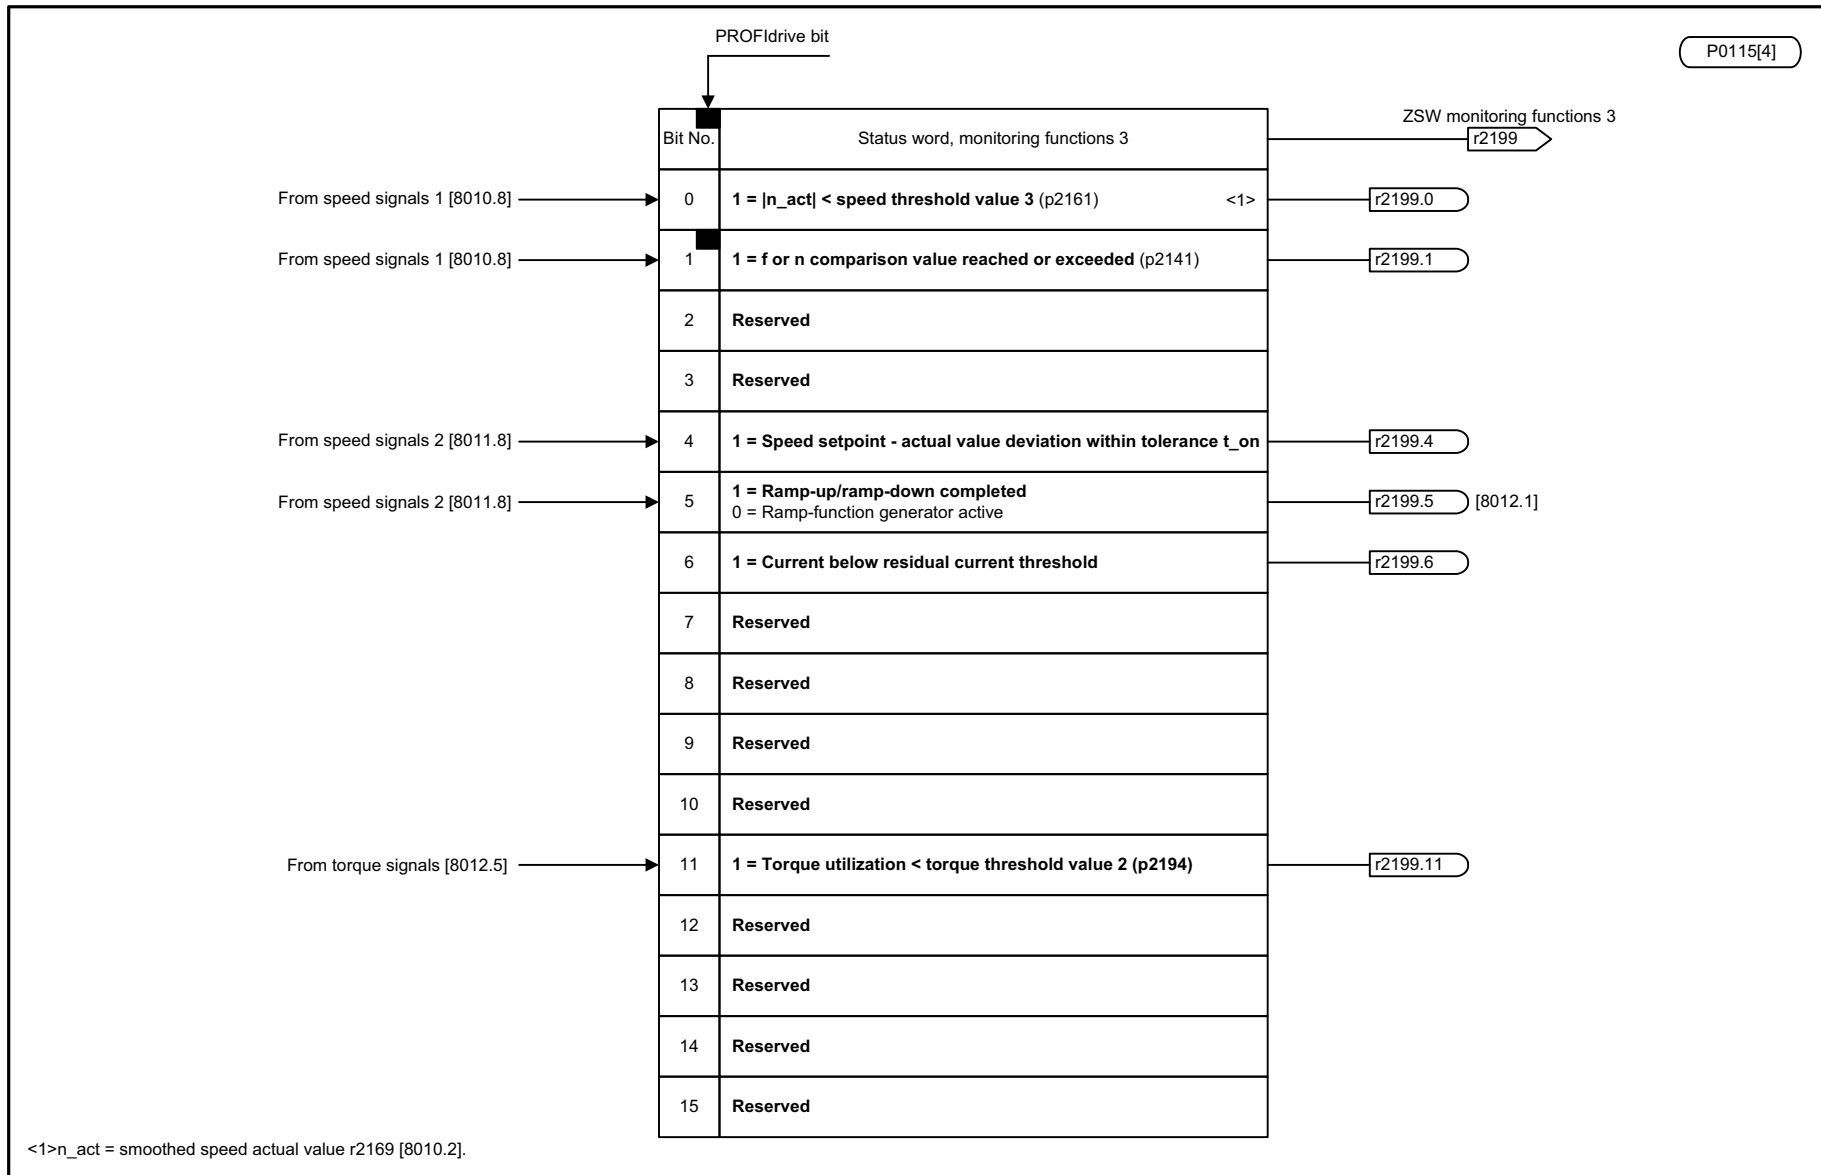 PROFIdrive bit
P0115[4]
ZSW monitoring functions 3
Bit No. Status word, monitoring functions 3 r2199
From speed signals 1 [8010.8] 0 1 = |n_act| < speed threshold value 3 (p2161) <1> r2199.0
From speed signals 1 [8010.8] 1 1 = f or n comparison value reached or exceeded (p2141) r2199.1
2 Reserved
3 Reserved
From speed signals 2 [8011.8] 4 1 = Speed setpoint - actual value deviation within tolerance t_on r2199.4
From speed signals 2 [8011.8] 5 1 = Ramp-up/ramp-down completed r2199.5 [8012.1]
0 = Ramp-function generator active
6 1 = Current below residual current threshold r2199.6
7 Reserved
8 Reserved
9 Reserved
10 Reserved
From torque signals [8012.5] 11 1 = Torque utilization < torque threshold value 2 (p2194) r2199.11
12 Reserved
13 Reserved
14 Reserved
15 Reserved
<1>n_act = smoothed speed actual value r2169 [8010.2].